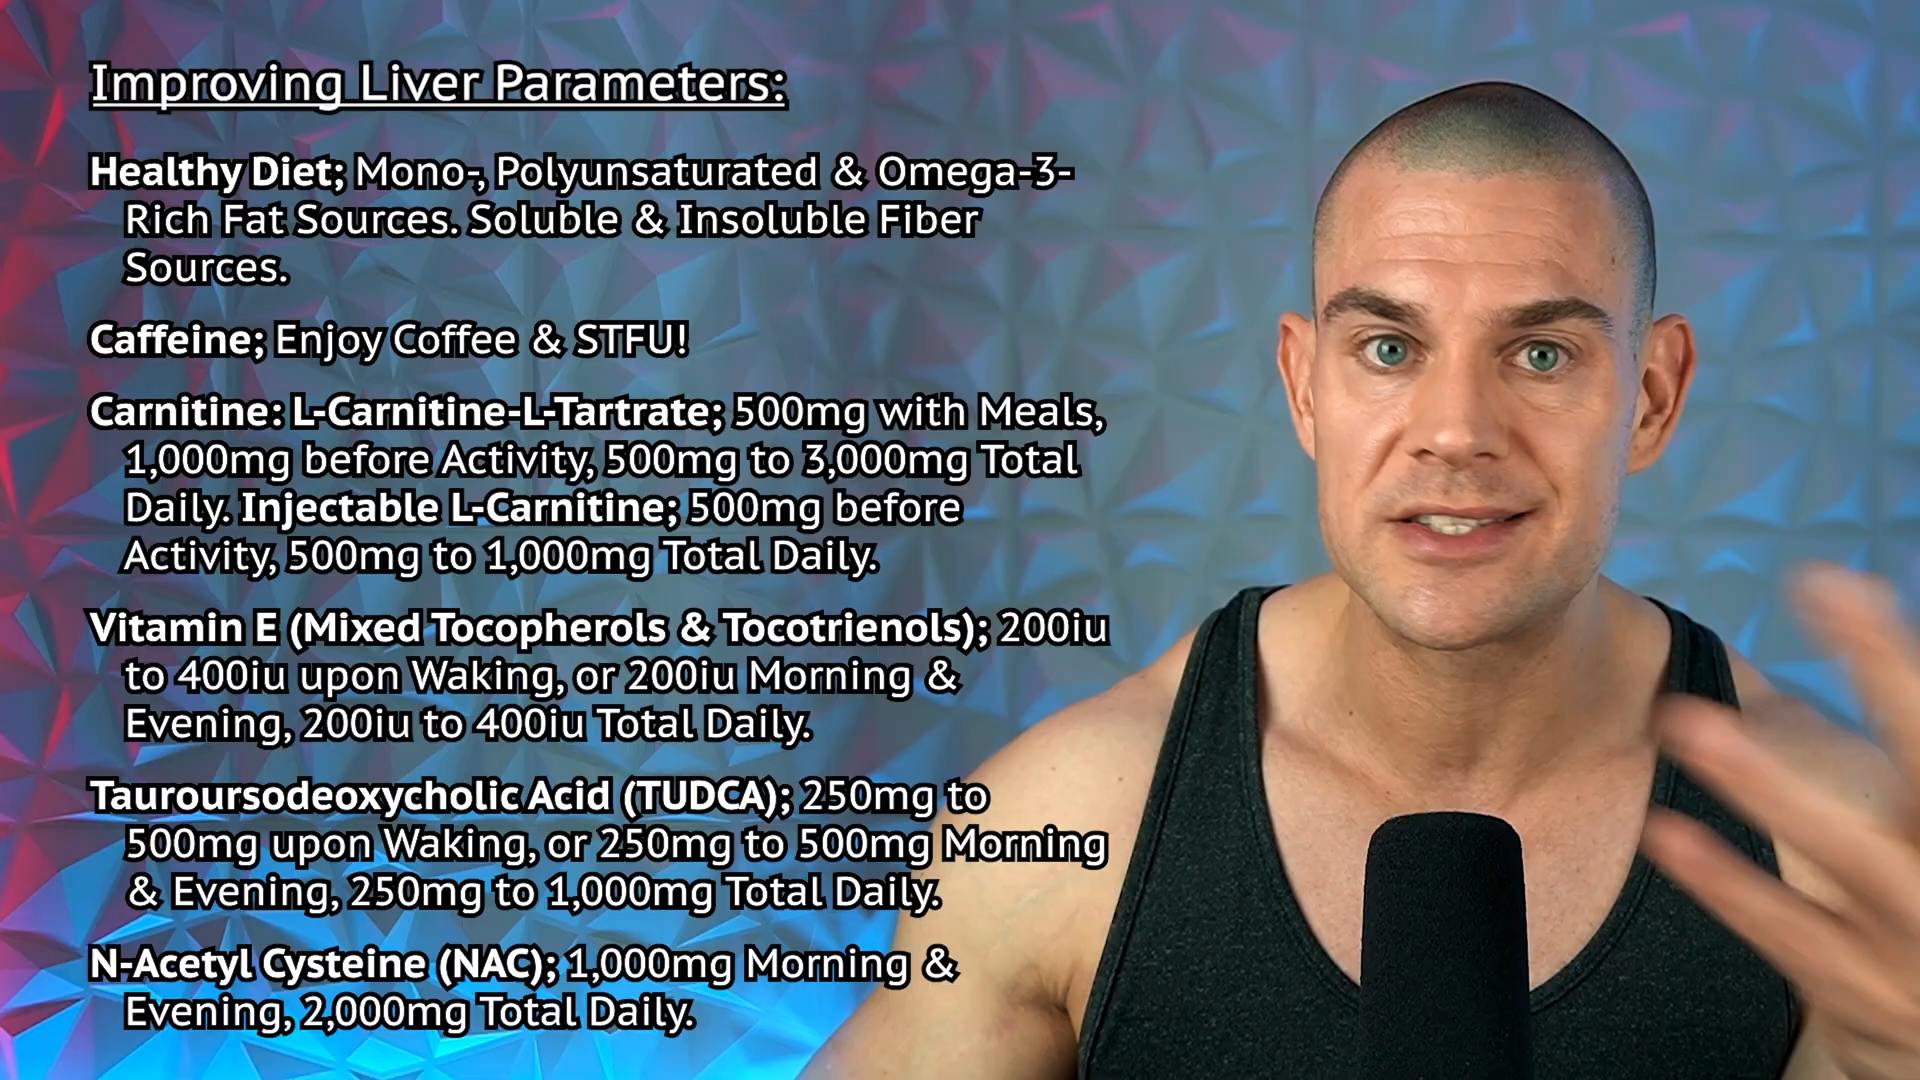 Improving Liver Parameters:
Healthy Diet; Mono-, Polyunsaturated & Omega-3-
Rich Fat Sources. Soluble & Insoluble Fiber
Sources.
Caffeine; Enjoy Coffee & STFU!
Carnitine: L-Carnitine-L-Tartrate; 500mg with Meals,
1,000mg before Activity, 500mg to 3,000mg Total
Daily. Injectable L-Carnitine; 500mg before
Activity, 500mg to 1,000mg Total Daily.
Vitamin E (Mixed Tocopherols & Tocotrienols); 200iu
to 400iu upon Waking, or 200iu Morning &
Evening, 200iu to 400iu Total Daily.
Tauroursodeoxycholic Acid (TUDCA); 250mg to
500mg upon Waking, or 250mg to 500mg Morning
& Evening, 250mg to 1,000mg Total Daily.
N-Acetyl Cysteine (NAC); 1,000mg Morning &
Evening, 2,000mg Total Daily.